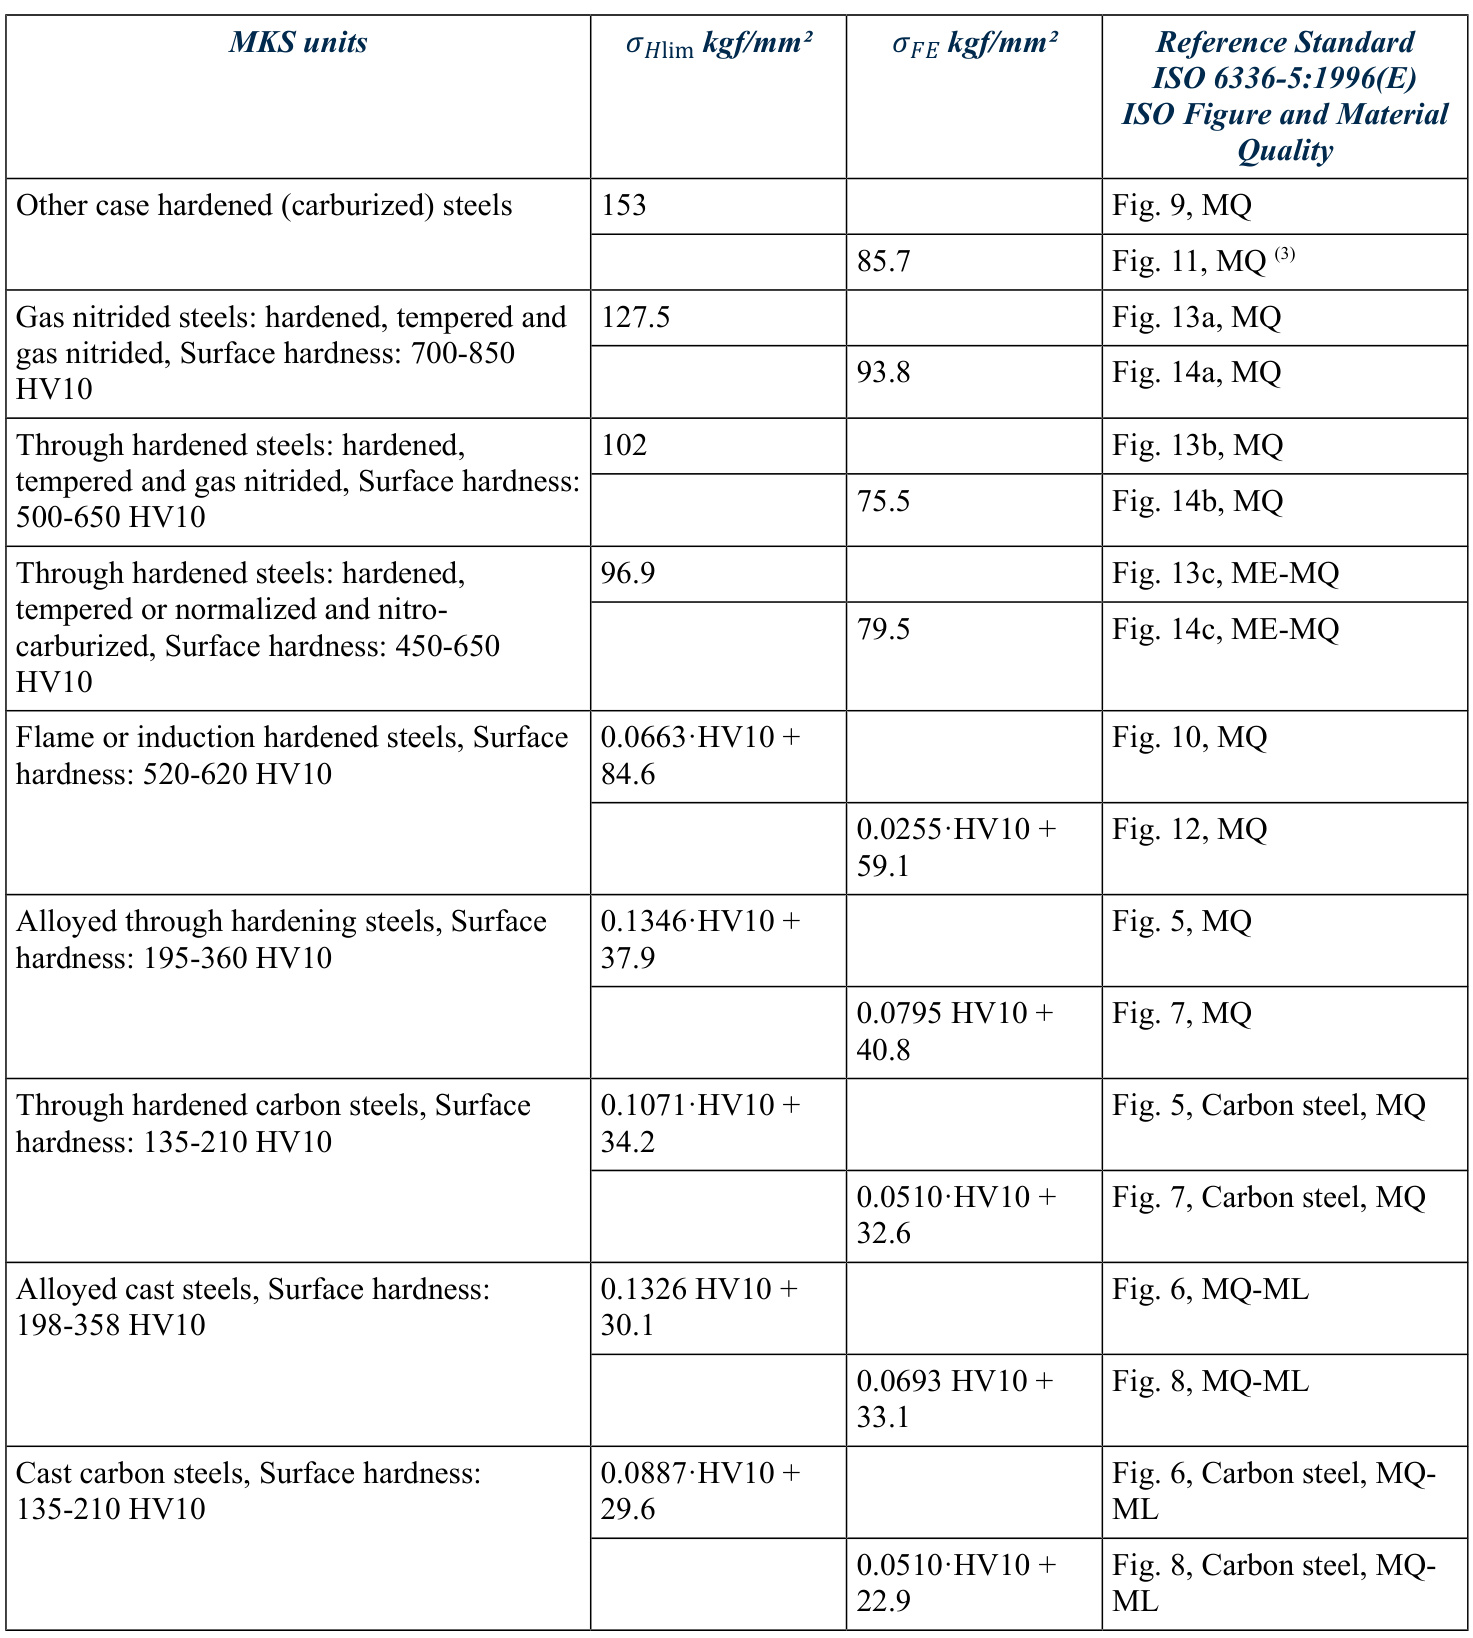 MKS units
σHlim kgf/mm²
σFE kgf/mm²
Reference Standard
ISO 6336-5:1996(E)
ISO Figure and Material
Quality
Other case hardened (carburized) steels
153
Fig. 9, MQ
85.7
Fig. 11, MQ (3)
Gas nitrided steels: hardened, tempered and
gas nitrided, Surface hardness: 700-850
HV10
127.5
Fig. 13a, MQ
93.8
Fig. 14a, MQ
Through hardened steels: hardened,
tempered and gas nitrided, Surface hardness:
500-650 HV10
102
Fig. 13b, MQ
75.5
Fig. 14b, MQ
Through hardened steels: hardened,
tempered or normalized and nitro-
carburized, Surface hardness: 450-650
HV10
96.9
Fig. 13c, ME-MQ
79.5
Fig. 14c, ME-MQ
Flame or induction hardened steels, Surface
hardness: 520-620 HV10
0.0663·HV10 +
84.6
Fig. 10, MQ
0.0255·HV10 +
59.1
Fig. 12, MQ
Alloyed through hardening steels, Surface
hardness: 195-360 HV10
0.1346·HV10 +
37.9
Fig. 5, MQ
0.0795 HV10 +
40.8
Fig. 7, MQ
Through hardened carbon steels, Surface
hardness: 135-210 HV10
0.1071·HV10 +
34.2
Fig. 5, Carbon steel, MQ
0.0510·HV10 +
32.6
Fig. 7, Carbon steel, MQ
Alloyed cast steels, Surface hardness:
198-358 HV10
0.1326 HV10 +
30.1
Fig. 6, MQ-ML
0.0693 HV10 +
33.1
Fig. 8, MQ-ML
Cast carbon steels, Surface hardness:
135-210 HV10
0.0887·HV10 +
29.6
Fig. 6, Carbon steel, MQ-
ML
0.0510·HV10 +
22.9
Fig. 8, Carbon steel, MQ-
ML